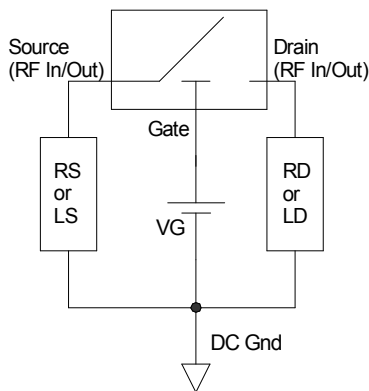 Source
(RF In/Out)
Drain
(RF In/Out)
Gate
RS
or
LS
RD
or
LD
VG
DC Gnd